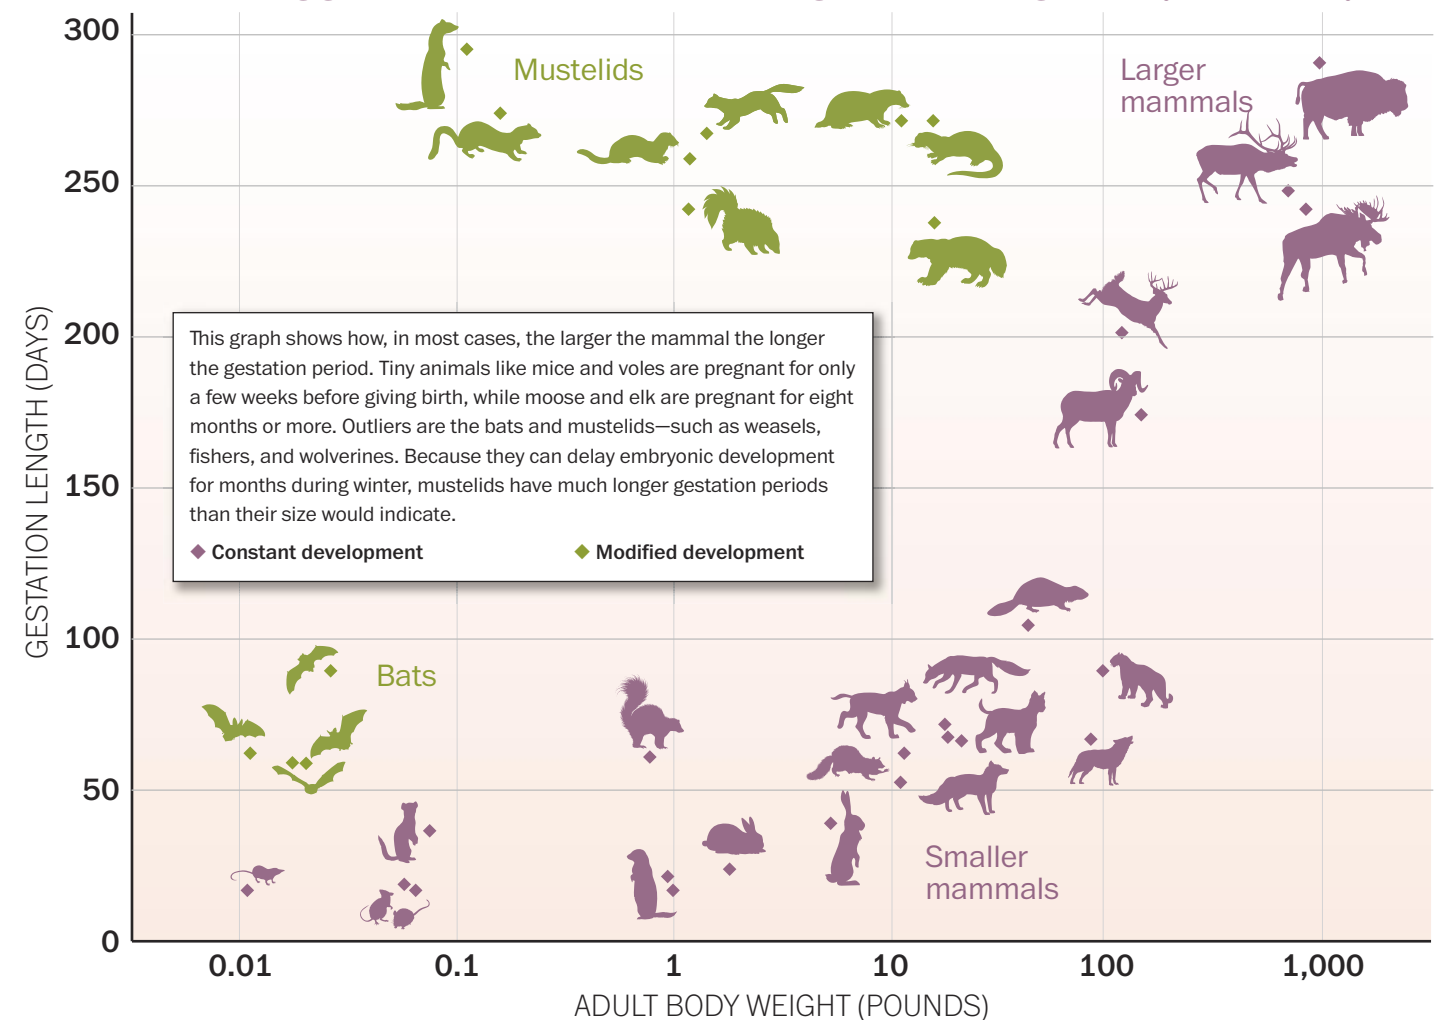 300
250
200
150
100
50
0
GESTATION LENGTH (DAYS)
Mustelids
Larger
mammals
This graph shows how, in most cases, the larger the mammal the longer
the gestation period. Tiny animals like mice and voles are pregnant for only
a few weeks before giving birth, while moose and elk are pregnant for eight
months or more. Outliers are the bats and mustelids—such as weasels,
fishers, and wolverines. Because they can delay embryonic development
for months during winter, mustelids have much longer gestation periods
than their size would indicate.
Constant development
Modified development
Bats
Smaller
mammals
0.01
0.1
1
10
100
1,000
ADULT BODY WEIGHT (POUNDS)